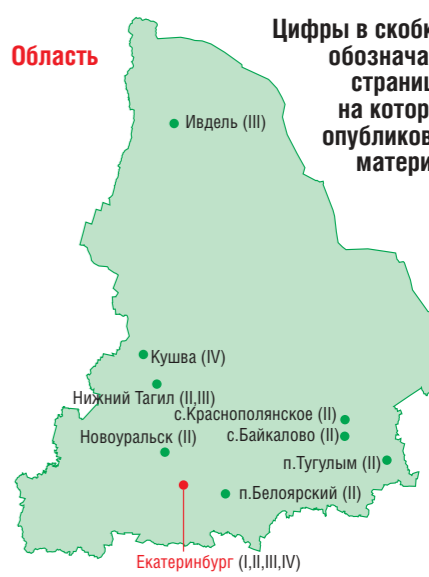 Область
Цифры в скобк
обозначa
страниц
на котор
опубликов
матери
Ивдель (III)
Кушва (IV)
Нижний Тагил (II,III)
с.Краснополянское (II)
Новоуральск (II)
с.Байкалово (II)
п.Тугулым (II)
п.Белоярский (II)
Екатеринбург (I,II,III,IV)